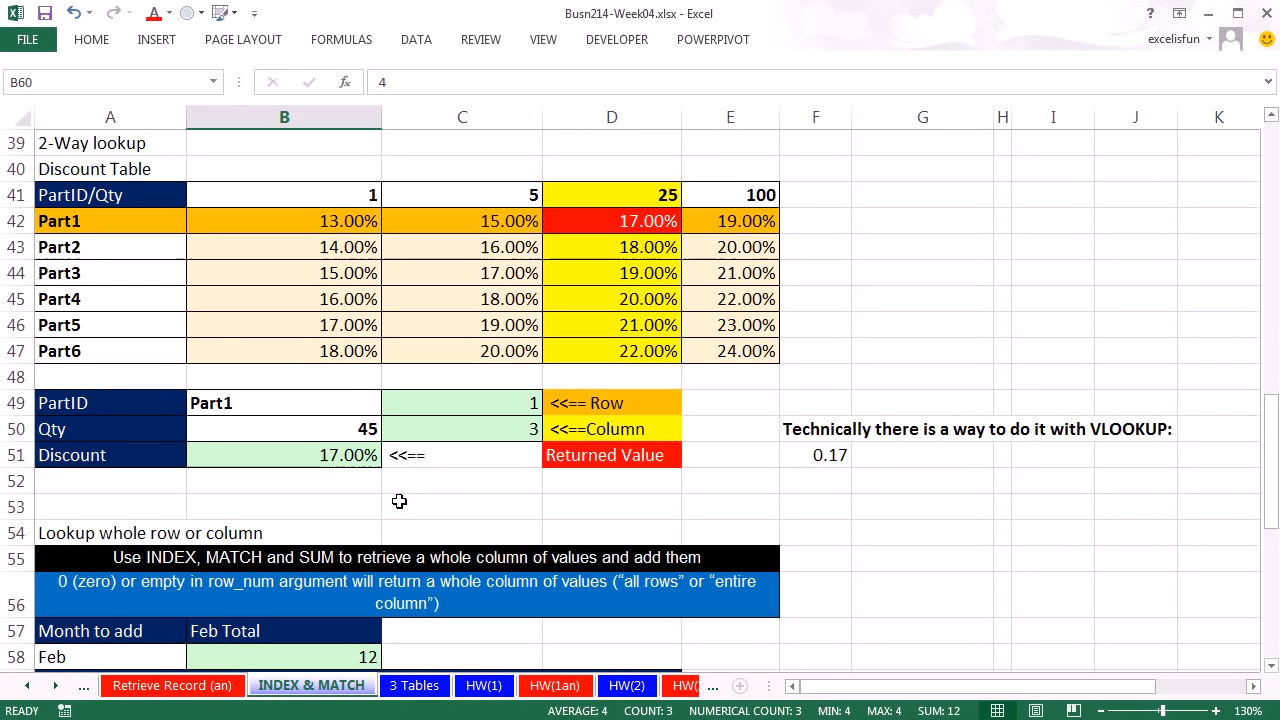 Busn214-Week04.xlsx - Excel
FILE HOME INSERT PAGE LAYOUT FORMULAS DATA REVIEW VIEW DEVELOPER POWERPIVOT excelisfun
B60 fx 4
A B C D E F G H I J K
39 2-Way lookup
40 Discount Table
41 PartID/Qty 1 5 25 100
42 Part1 13.00% 15.00% 17.00% 19.00%
43 Part2 14.00% 16.00% 18.00% 20.00%
44 Part3 15.00% 17.00% 19.00% 21.00%
45 Part4 16.00% 18.00% 20.00% 22.00%
46 Part5 17.00% 19.00% 21.00% 23.00%
47 Part6 18.00% 20.00% 22.00% 24.00%
48
49 PartID Part1 1 <<== Row
50 Qty 45 3 <<==Column Technically there is a way to do it with VLOOKUP:
51 Discount 17.00% <<== Returned Value 0.17
52
53
54 Lookup whole row or column
55 Use INDEX, MATCH and SUM to retrieve a whole column of values and add them
56 0 (zero) or empty in row_num argument will return a whole column of values (“all rows” or “entire
column”)
57 Month to add Feb Total
58 Feb 12
... Retrieve Record (an) INDEX & MATCH 3 Tables HW(1) HW(1an) HW(2) HW( ...
READY AVERAGE: 4 COUNT: 3 NUMERICAL COUNT: 3 MIN: 4 MAX: 4 SUM: 12 130%